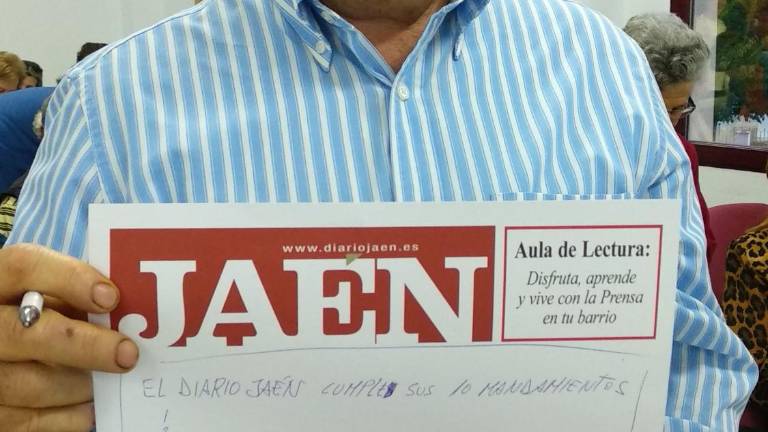 www.diariojaen.es
JAÉN
Aula de Lectura:
Disfruta, aprende
y vive con la Prensa
en tu barrio
EL DIARIO JAÉN CUMPLE SUS 10 MANDAMIENTOS